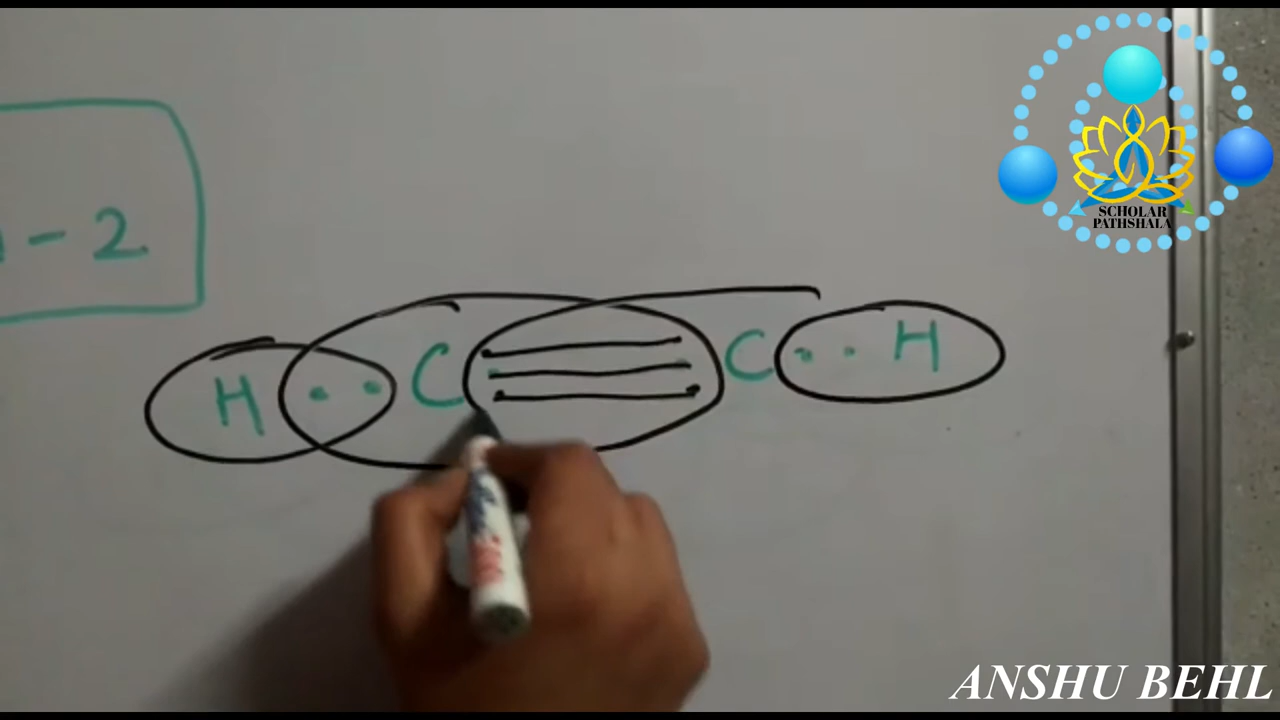 SCHOLAR
PATHSHALA
- 2
H •• C ≡ C •• H
ANSHU BEHL